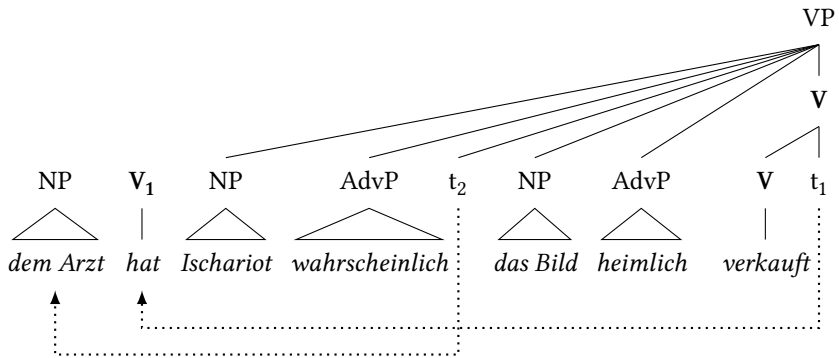 VP
V
NP V₁ NP AdvP t₂ NP AdvP V t₁
dem Arzt hat Ischariot wahrscheinlich das Bild heimlich verkauft